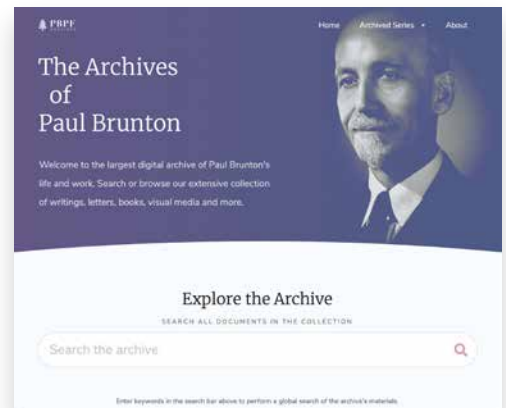 PBPF
Home Archived Series About
The Archives
of
Paul Brunton
Welcome to the largest digital archive of Paul Brunton's
life and work. Search or browse our extensive collection
of writings, letters, books, visual media and more.
Explore the Archive
SEARCH ALL DOCUMENTS IN THE COLLECTION
Search the archive
Enter keywords in the search bar above to perform a global search of the archive's materials.